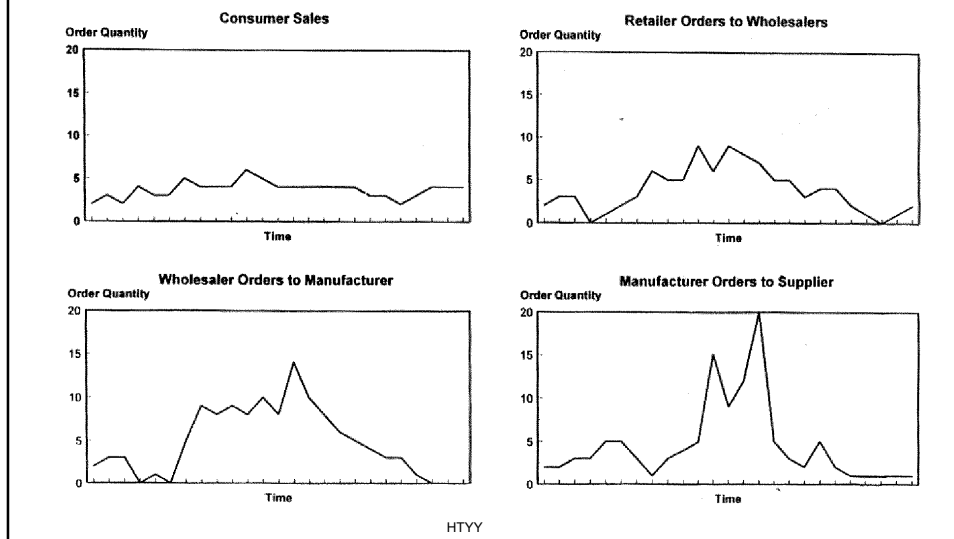 Consumer Sales
Order Quantity
20
15
10
5
0
Time
Retailer Orders to Wholesalers
Order Quantity
20
15
10
5
0
Time
Wholesaler Orders to Manufacturer
Order Quantity
20
15
10
5
0
Time
Manufacturer Orders to Supplier
Order Quantity
20
15
10
5
0
Time
HTYY